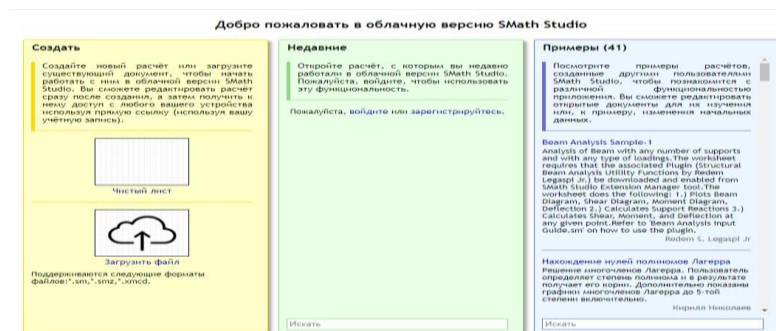 Добро пожаловать в облачную версию SMath Studio
Создать
Создайте новый расчёт или загрузите
существующий документ, чтобы начать
работать с ним в облачной версии SMath
Studio. Вы сможете редактировать расчёт
сразу после создания, а затем получить к
нему доступ с любого вашего устройства
используя прямую ссылку (используя вашу
учётную запись).
Чистый лист
Загрузить файл
Поддерживаются следующие форматы
файлов:*.sm,*.smz,*.xmcd.
Недавние
Откройте расчёт, с которым вы недавно
работали в облачной версии SMath Studio.
Пожалуйста, войдите, чтобы использовать
эту функциональность.
Пожалуйста, войдите или зарегистрируйтесь.
Искать
Примеры (41)
Посмотрите примеры расчётов,
созданные другими пользователями
SMath Studio, чтобы познакомится с
различной функциональностью
приложения. Вы сможете редактировать
открытые документы для их изучения
или, к примеру, изменения начальных
данных.
Beam Analysis Sample-1
Analysis of Beam with any number of supports
and with any type of loadings.The worksheet
requires that the associated Plugin (Structural
Beam Analysis Utillity Functions by Redem
Legaspi Jr.) be downloaded and enabled from
SMath Studio Extension Manager tool.The
worksheet does the following: 1.) Plots Beam
Diagram, Shear Diagram, Moment Diagram,
Deflection 2.) Calculates Support Reactions 3.)
Calculates Shear, Moment, and Deflection at
any given point.Refer to 'Beam Analysis Input
Guide.sm' on how to use the plugin.
Redem S. Legaspi Jr
Нахождение нулей полиномов Лагерра
Решение многочленов Лагерра. Пользователь
определяет степень полинома и в результате
получает его корни. Дополнительно показаны
графики многочленов Лагерра до 5-той
степени включительно.
Кирилл Николаев
Искать